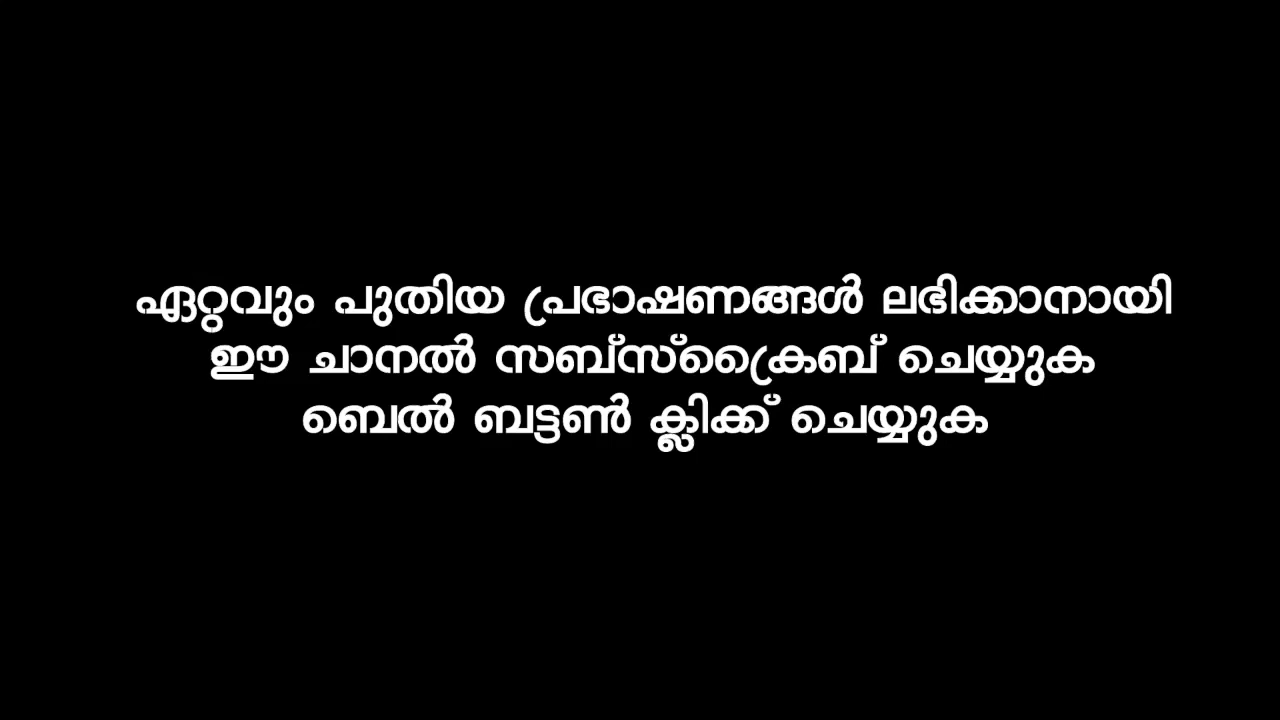 ഏറ്റവും പുതിയ പ്രഭാഷണങ്ങൾ ലഭിക്കാനായി
ഈ ചാനൽ സബ്സ്ക്രൈബ് ചെയ്യുക
ബെൽ ബട്ടൺ ക്ലിക്ക് ചെയ്യുക